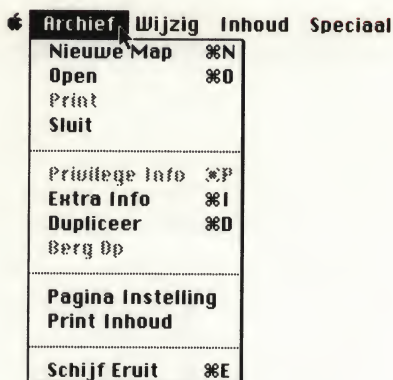 Archief Wijzig Inhoud Speciaal
Nieuwe Map ⌘N
Open ⌘O
Print
Sluit
Privilege Info ⌘P
Extra Info ⌘I
Dupliceer ⌘D
Berg Op
Pagina Instelling
Print Inhoud
Schijf Eruit ⌘E